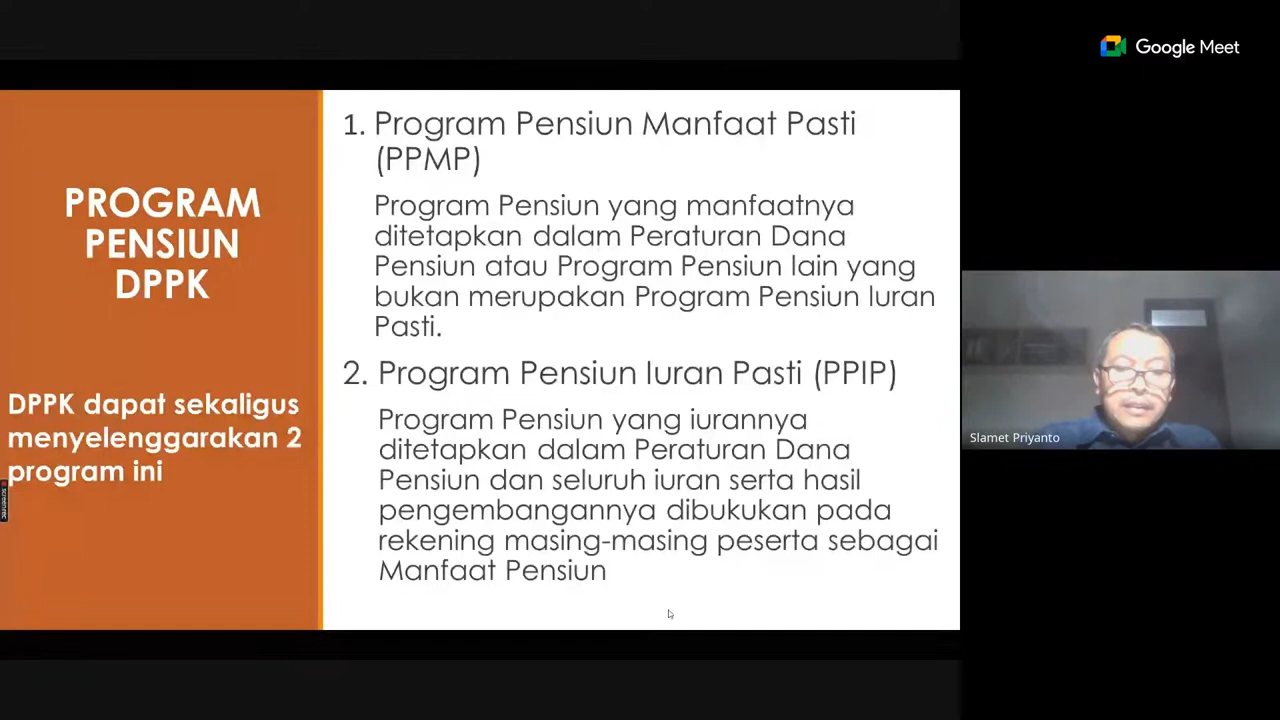 Google Meet
PROGRAM
PENSIUN
DPPK
DPPK dapat sekaligus
menyelenggarakan 2
program ini
1. Program Pensiun Manfaat Pasti
(PPMP)
Program Pensiun yang manfaatnya
ditetapkan dalam Peraturan Dana
Pensiun atau Program Pensiun lain yang
bukan merupakan Program Pensiun Iuran
Pasti.
2. Program Pensiun Iuran Pasti (PPIP)
Program Pensiun yang iurannya
ditetapkan dalam Peraturan Dana
Pensiun dan seluruh iuran serta hasil
pengembangannya dibukukan pada
rekening masing-masing peserta sebagai
Manfaat Pensiun
Slamet Priyanto